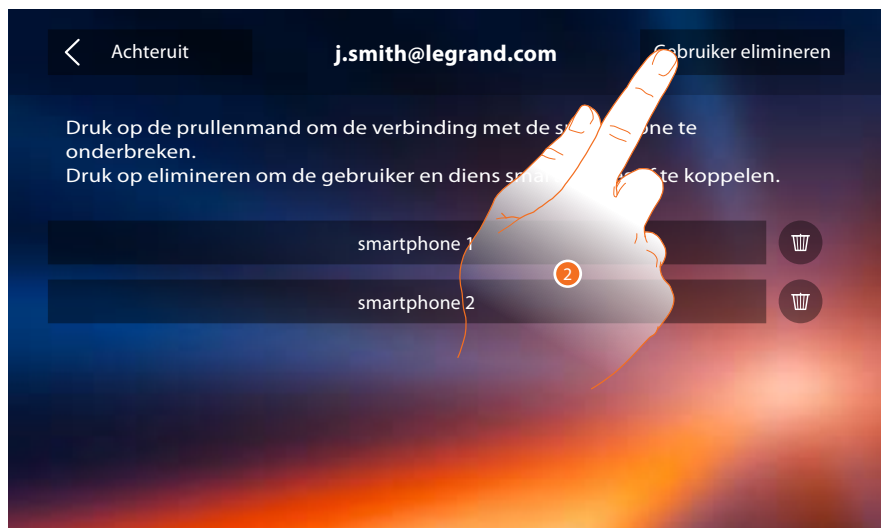 Achteruit
j.smith@legrand.com
Gebruiker elimineren
Druk op de prullenmand om de verbinding met de te
onderbreken.
Druk op elimineren om de gebruiker en diens te koppelen.
smartphone 1
2
smartphone 2